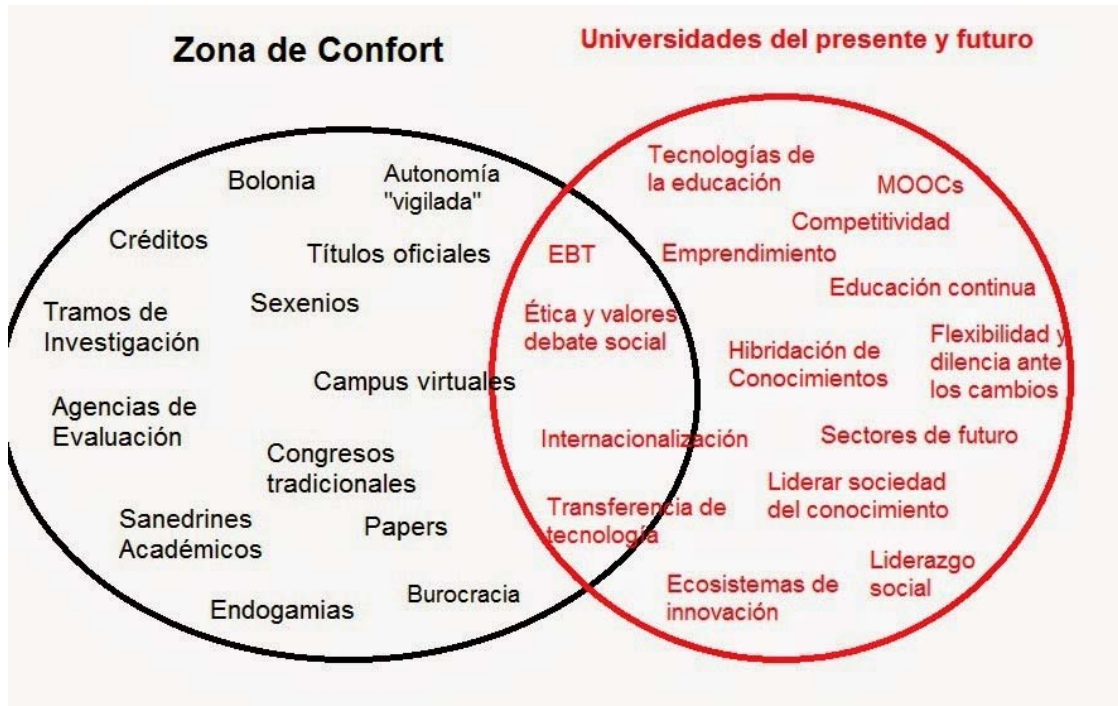 Zona de Confort
Universidades del presente y futuro
Bolonia
Autonomía
"vigilada"
Créditos
Títulos oficiales
Sexenios
Tramos de
Investigación
Campus virtuales
Agencias de
Evaluación
Congresos
tradicionales
Sanedrines
Académicos
Papers
Endogamias
Burocracia
EBT
Ética y valores
debate social
Internacionalización
Transferencia de
tecnología
Tecnologías de
la educación
MOOCs
Competitividad
Emprendimiento
Educación continua
Hibridación de
Conocimientos
Flexibilidad y
dilencia ante
los cambios
Sectores de futuro
Liderar sociedad
del conocimiento
Ecosistemas de
innovación
Liderazgo
social